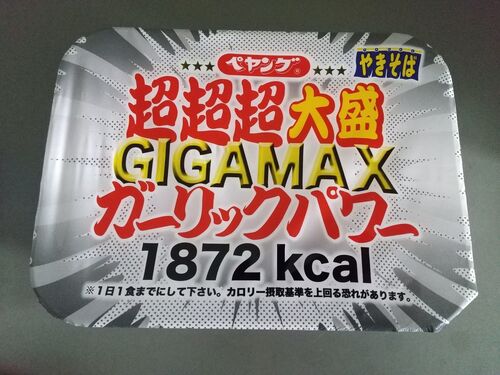 ペヤング®
やきそば
超超超大盛
GIGAMAX
ガーリックパワー
1872 kcal
※1日1食までにして下さい。カロリー摂取基準を上回る恐れがあります。